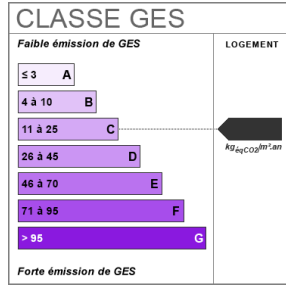 CLASSE GES
Faible émission de GES
LOGEMENT
≤ 3 A
4 à 10 B
11 à 25 C
26 à 45 D
46 à 70 E
71 à 95 F
> 95 G
kgéqCO2/m².an
Forte émission de GES